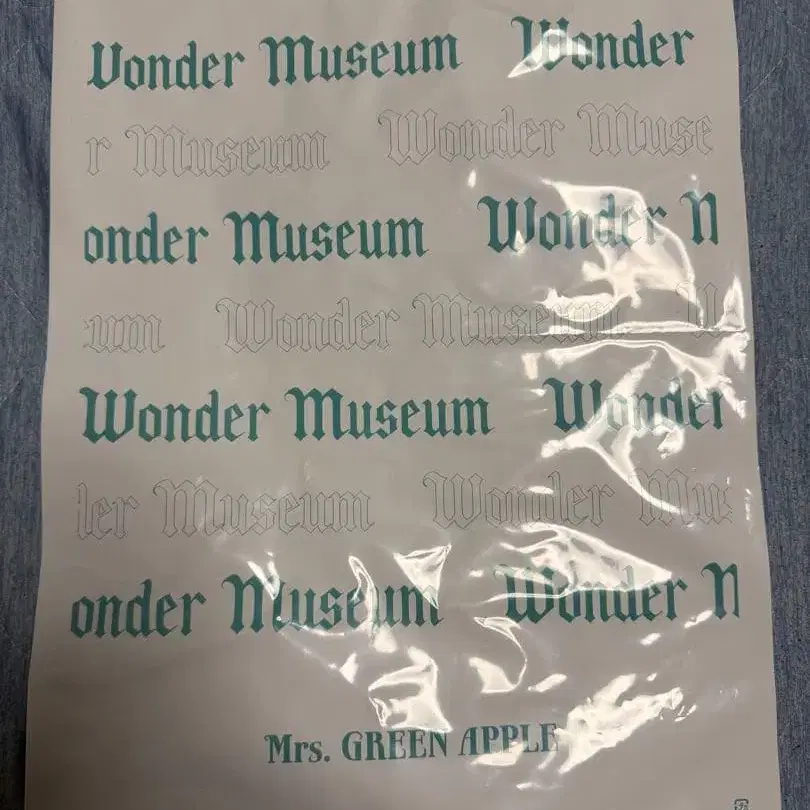 Wonder Museum Wonder
r Museum Wonder Muse
onder Museum Wonder M
um Wonder Museum W
Wonder Museum Wonder
ler Museum Wonder Mus
onder Museum Wonder M
Mrs. GREEN APPLE